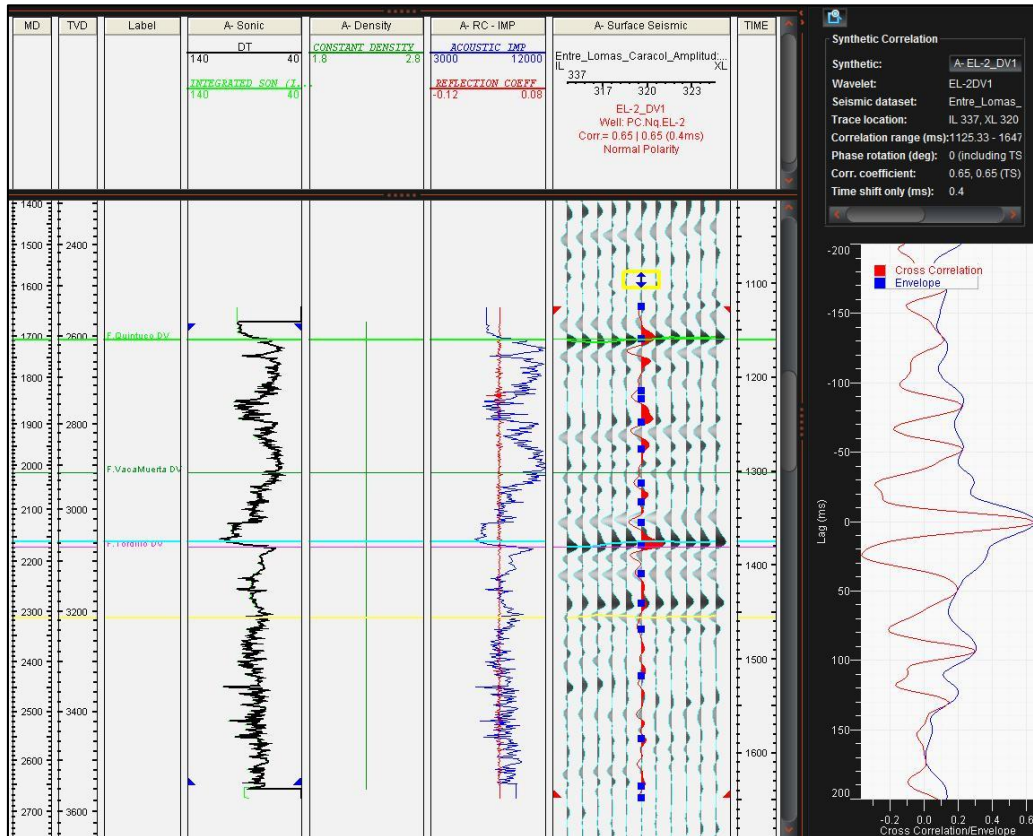 MD
TVD
Label
A- Sonic
A- Density
A- RC - IMP
A- Surface Seismic
TIME
DT
140 40
INTEGRATED SON (I...
140 40
CONSTANT DENSITY
1.8 2.8
ACOUSTIC IMP
3000 12000
REFLECTION COEFF
-0.12 0.08
Entre_Lomas_Caracol_Amplitud:...
IL XL
337
317 320 323
EL-2_DV1
Well: PC.Nq.EL-2
Corr.= 0.65 | 0.65 (0.4ms)
Normal Polarity
1400
1500
1600
1700
1800
1900
2000
2100
2200
2300
2400
2500
2600
2700
2400
2600
2800
3000
3200
3400
3600
F.Quintuco DV
F.VacaMuerta DV
F. Tordillo DV
1100
1200
1300
1400
1500
1600
Synthetic Correlation
Synthetic: A- EL-2_DV1
Wavelet: EL-2DV1
Seismic dataset: Entre_Lomas_
Trace location: IL 337, XL 320
Correlation range (ms): 1125.33 - 1647
Phase rotation (deg): 0 (including TS
Corr. coefficient: 0.65, 0.65 (TS)
Time shift only (ms): 0.4
Cross Correlation
Envelope
-200
-150
-100
-50
0
50
100
150
200
Lag (ms)
-0.2 0.0 0.2 0.4 0.6
Cross Correlation/Envelope